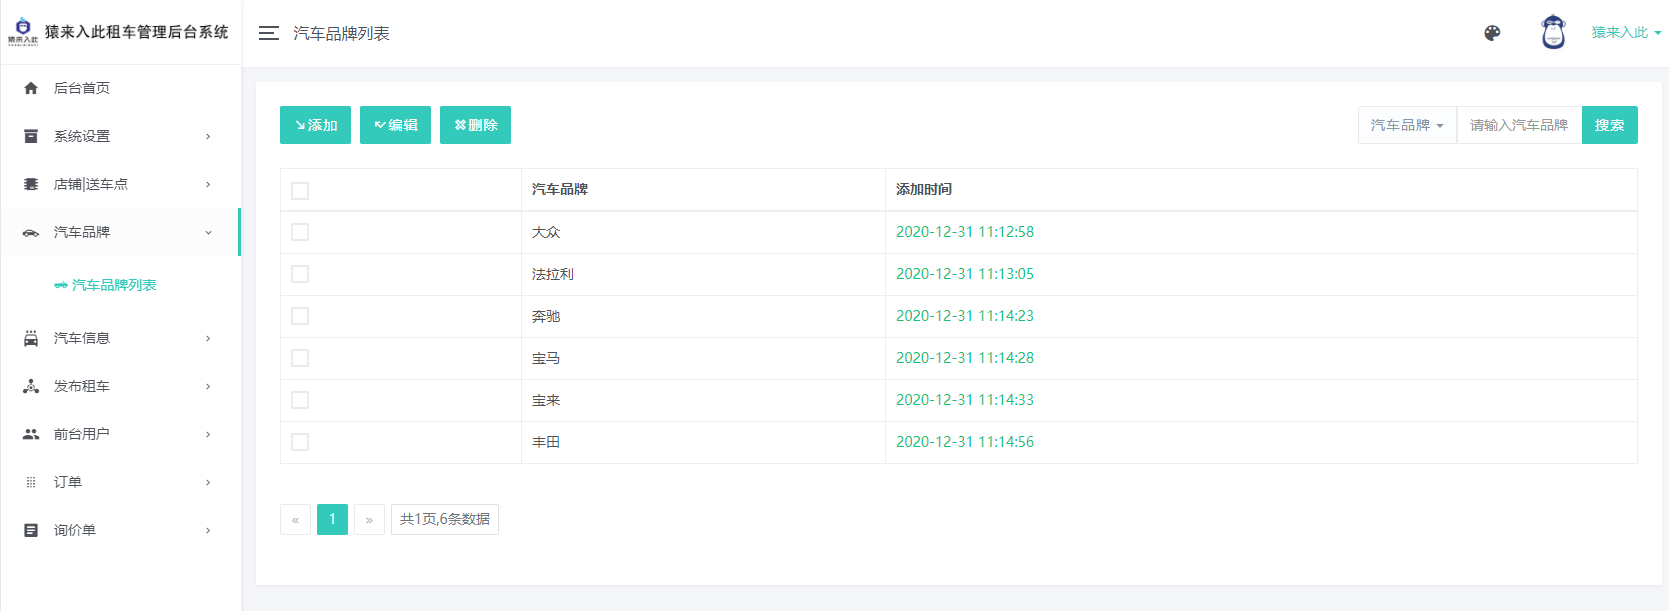 猿来入此
猿来入此租车管理后台系统
汽车品牌列表
猿来入此
后台首页
系统设置
店铺|送车点
汽车品牌
汽车品牌列表
汽车信息
发布租车
前台用户
订单
询价单
添加 编辑 删除
汽车品牌 请输入汽车品牌 搜索
汽车品牌 添加时间
大众 2020-12-31 11:12:58
法拉利 2020-12-31 11:13:05
奔驰 2020-12-31 11:14:23
宝马 2020-12-31 11:14:28
宝来 2020-12-31 11:14:33
丰田 2020-12-31 11:14:56
« 1 » 共1页,6条数据